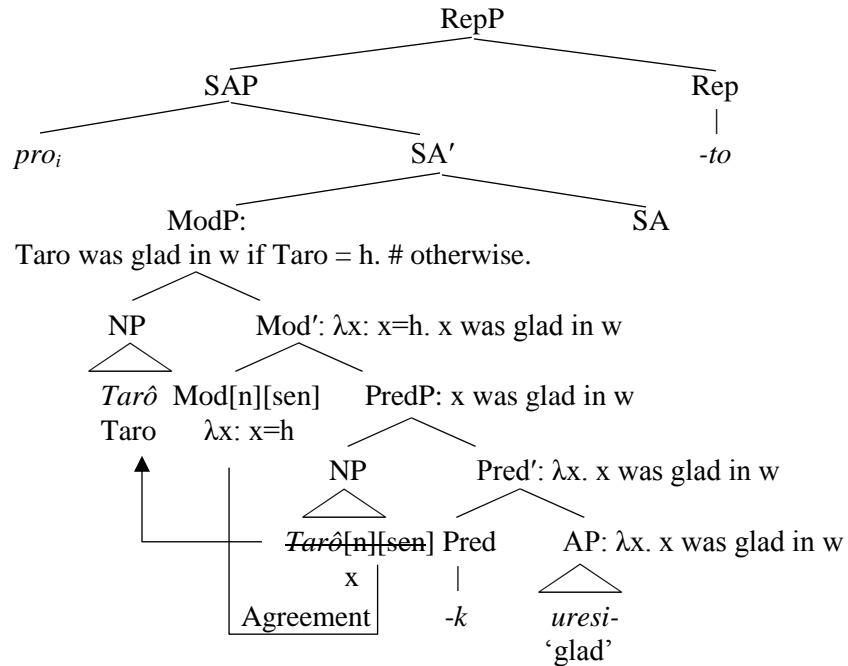 RepP
SAP Rep
pro_i SA′ -to
ModP: SA
Taro was glad in w if Taro = h. # otherwise.
NP Mod′: λx: x=h. x was glad in w
Tarô Mod[n][sen] PredP: x was glad in w
Taro λx: x=h
NP Pred′: λx. x was glad in w
Tarô[n][sen] Pred AP: λx. x was glad in w
x
Agreement -k uresi-
‘glad’